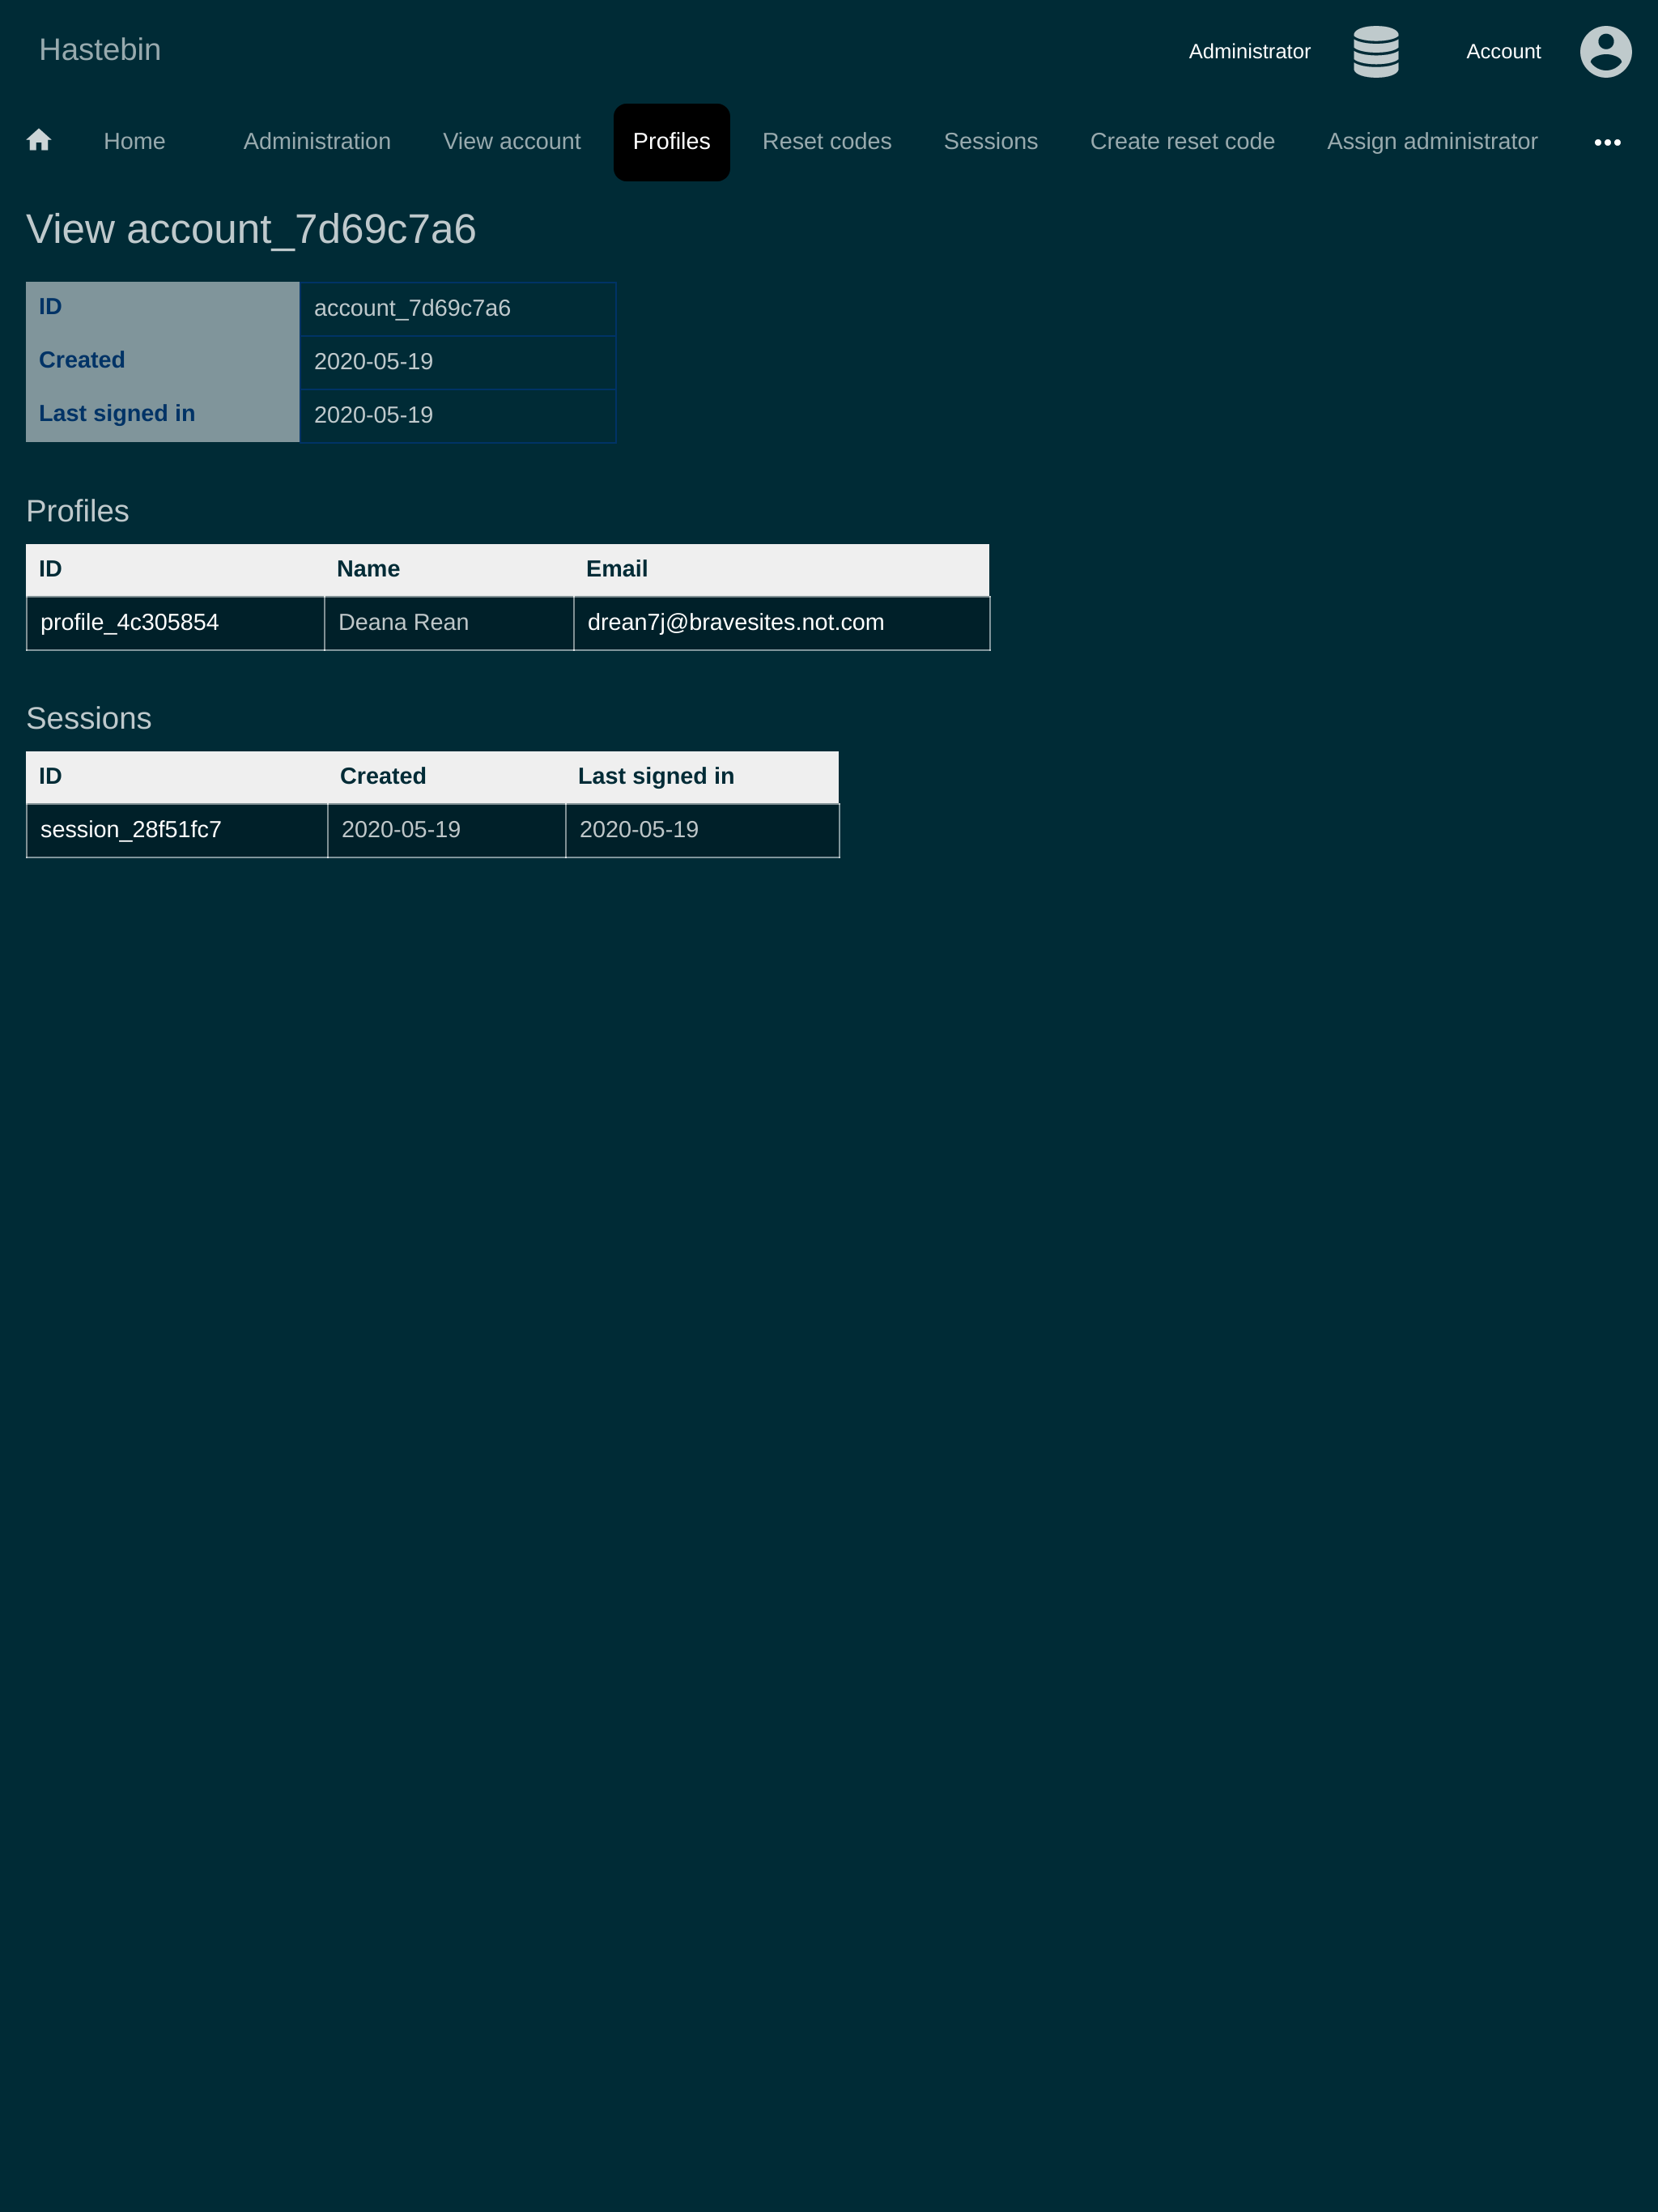 Hastebin
Administrator
Account
Home
Administration
View account
Profiles
Reset codes
Sessions
Create reset code
Assign administrator
View account_7d69c7a6
ID account_7d69c7a6
Created 2020-05-19
Last signed in 2020-05-19
Profiles
ID Name Email
profile_4c305854 Deana Rean drean7j@bravesites.not.com
Sessions
ID Created Last signed in
session_28f51fc7 2020-05-19 2020-05-19